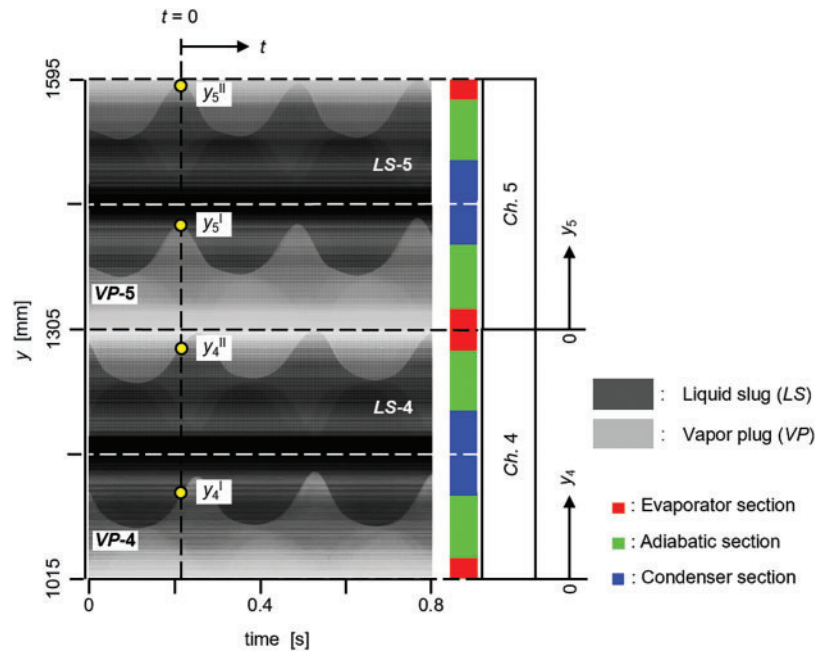 t = 0
t
1595
y₅ᴵᴵ
LS-5
y₅ᴵ
VP-5
Ch. 5
y₅
0
y [mm]
1305
y₄ᴵᴵ
LS-4
y₄ᴵ
VP-4
Ch. 4
y₄
0
1015
0
0.4
0.8
time [s]
: Liquid slug (LS)
: Vapor plug (VP)
: Evaporator section
: Adiabatic section
: Condenser section